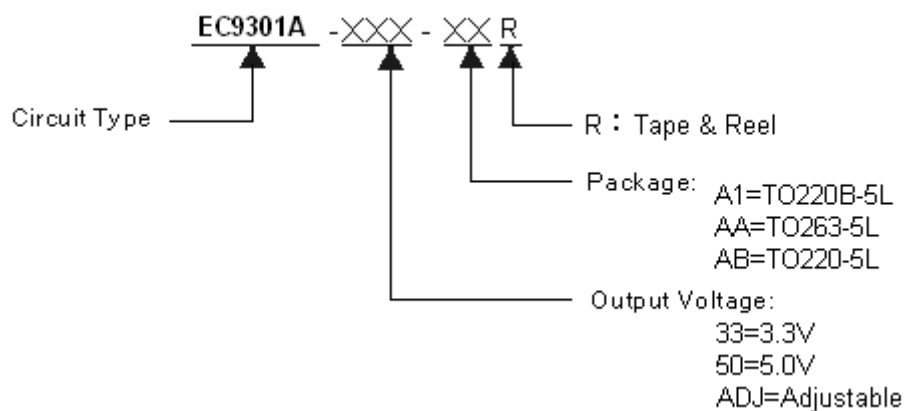 EC9301A -XXX - XX R
Circuit Type
R： Tape & Reel
Package:
A1=TO220B-5L
AA=TO263-5L
AB=TO220-5L
Output Voltage:
33=3.3V
50=5.0V
ADJ=Adjustable